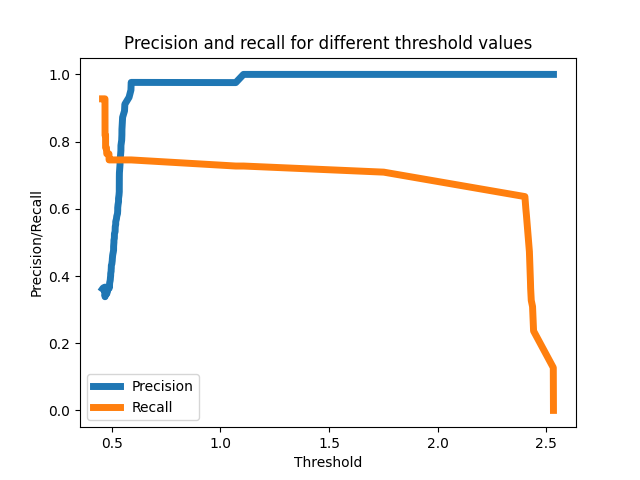 Precision and recall for different threshold values
1.0
0.8
0.6
0.4
0.2
0.0
Precision/Recall
Precision
Recall
0.5 1.0 1.5 2.0 2.5
Threshold